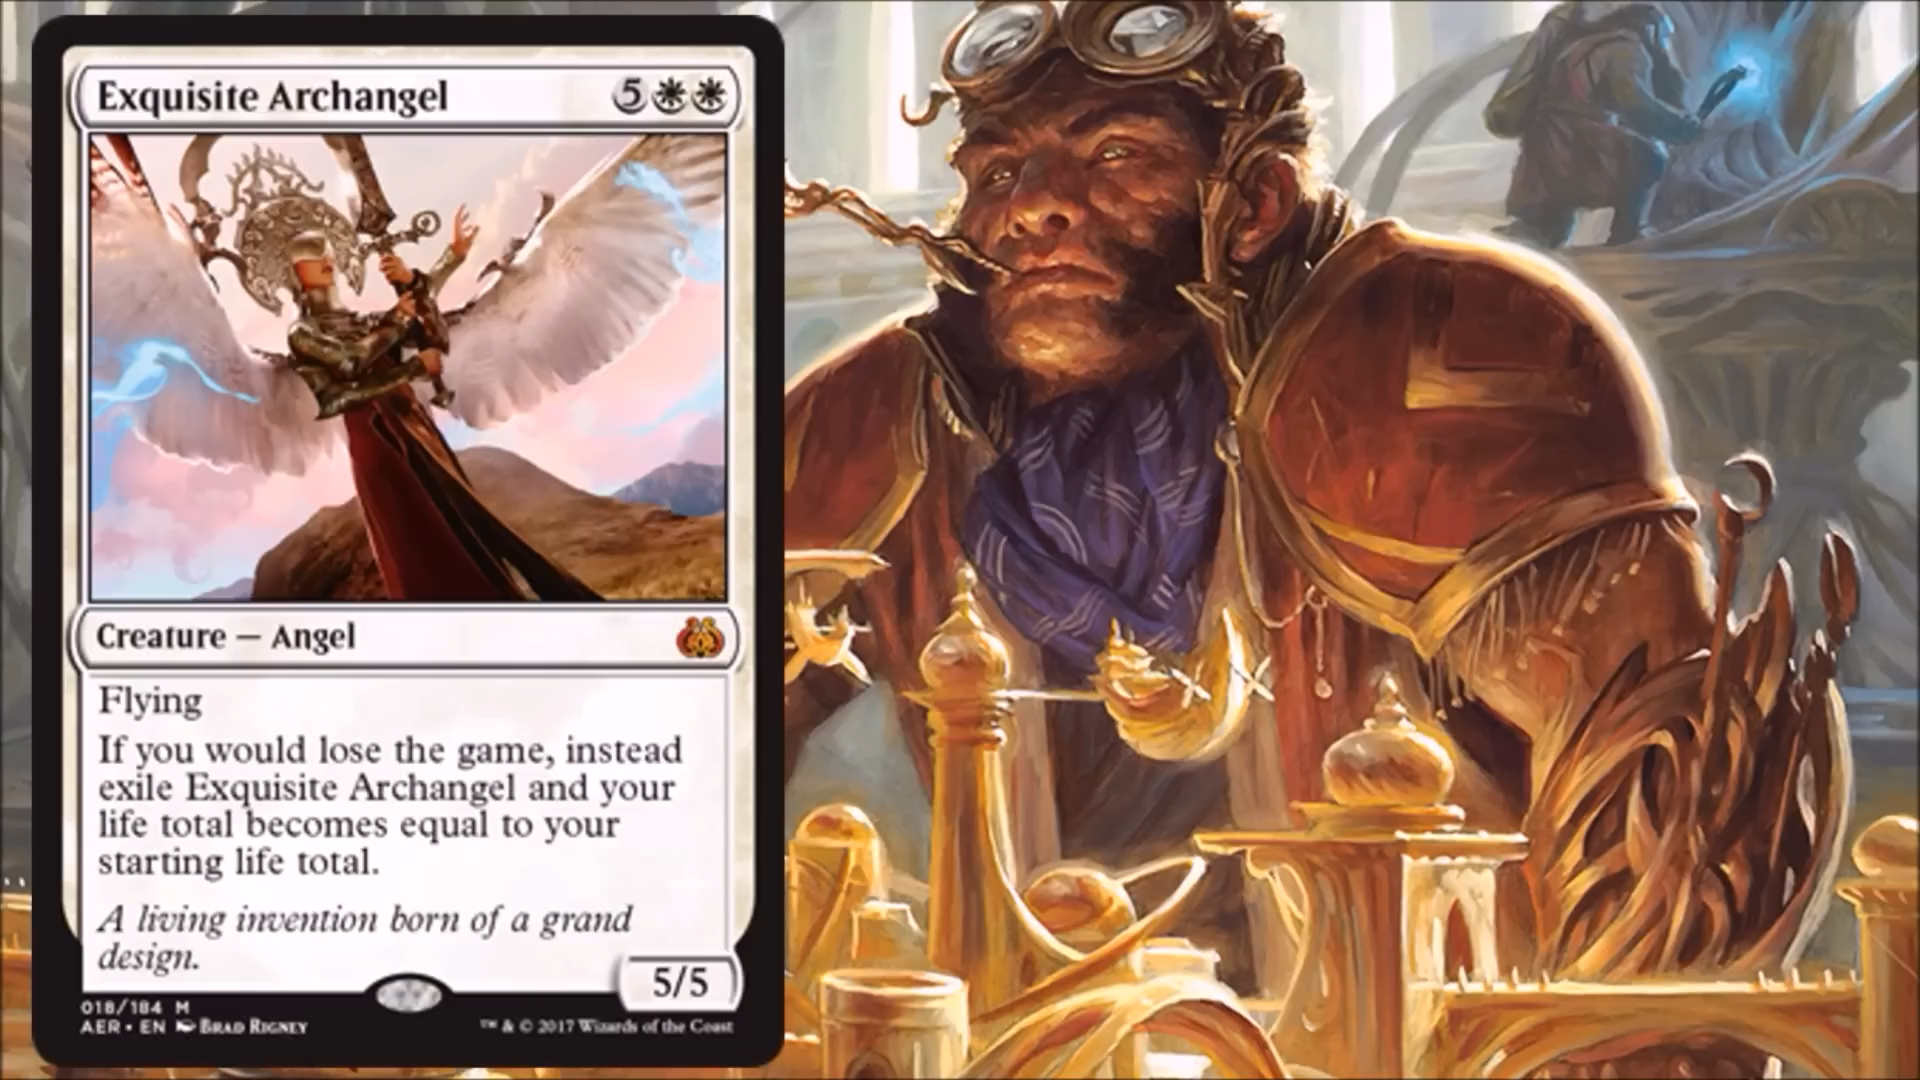 Exquisite Archangel 5
Creature — Angel
Flying
If you would lose the game, instead
exile Exquisite Archangel and your
life total becomes equal to your
starting life total.
A living invention born of a grand
design.
5/5
018/184 M
AER • EN Brad Rigney
™ & © 2017 Wizards of the Coast